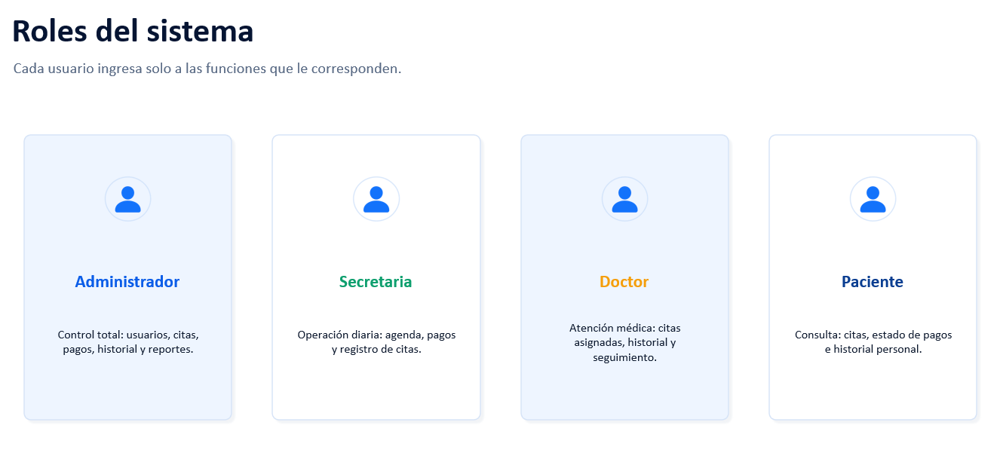 Roles del sistema
Cada usuario ingresa solo a las funciones que le corresponden.
Administrador
Control total: usuarios, citas,
pagos, historial y reportes.
Secretaria
Operación diaria: agenda, pagos
y registro de citas.
Doctor
Atención médica: citas
asignadas, historial y
seguimiento.
Paciente
Consulta: citas, estado de pagos
e historial personal.